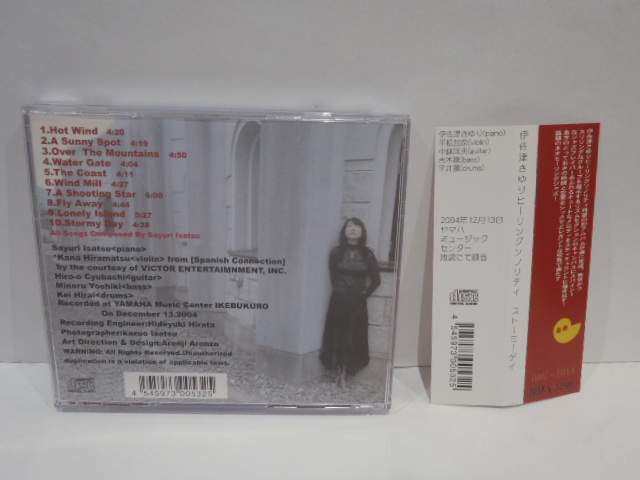 1.Hot Wind 4:20
2.A Sunny Spot 4:19
3.Over The Mountains 4:50
4.Water Gate 4:04
5.The Coast 4:11
6.Wind Mill 4:27
7.A Shooting Star 6:00
8.Fly Away 4:44
9.Lonely Island 5:27
10.Stormy Day 4:28
All Songs Composed By Sayuri Isatsu
Sayuri Isatsu<piano>
*Kana Hiramatsu<violin> from [Spanish Connection]
by the courtesy of VICTOR ENTERTAIMNMENT, INC.
Hiro-o Cyubachi<guitar>
Minoru Yoshiki<bass>
Kei Hirai<drums>
Recorded at YAMAHA Music Center IKEBUKURO
On December 13.2004
Recording Engineer:Hideyuki Hirata
Photographer:kazuo Isatsu
Art Direction & Design:Arenji Aronzo
WARNING: All Rights Reserved.Unauthorized
duplication is a violation of applicable laws.
4 545973 005325
伊佐津さゆり(piano)
平松加奈(violin)
吉木稔(bass)
平井景(drums)
2004年12月13日
ヤマハ
ミュージック
センター
池袋にて録音
COMPACT
disc
DIGITAL AUDIO
4 545973 005325
伊佐津さゆりヒーリングソノリティ ストーミーデイ